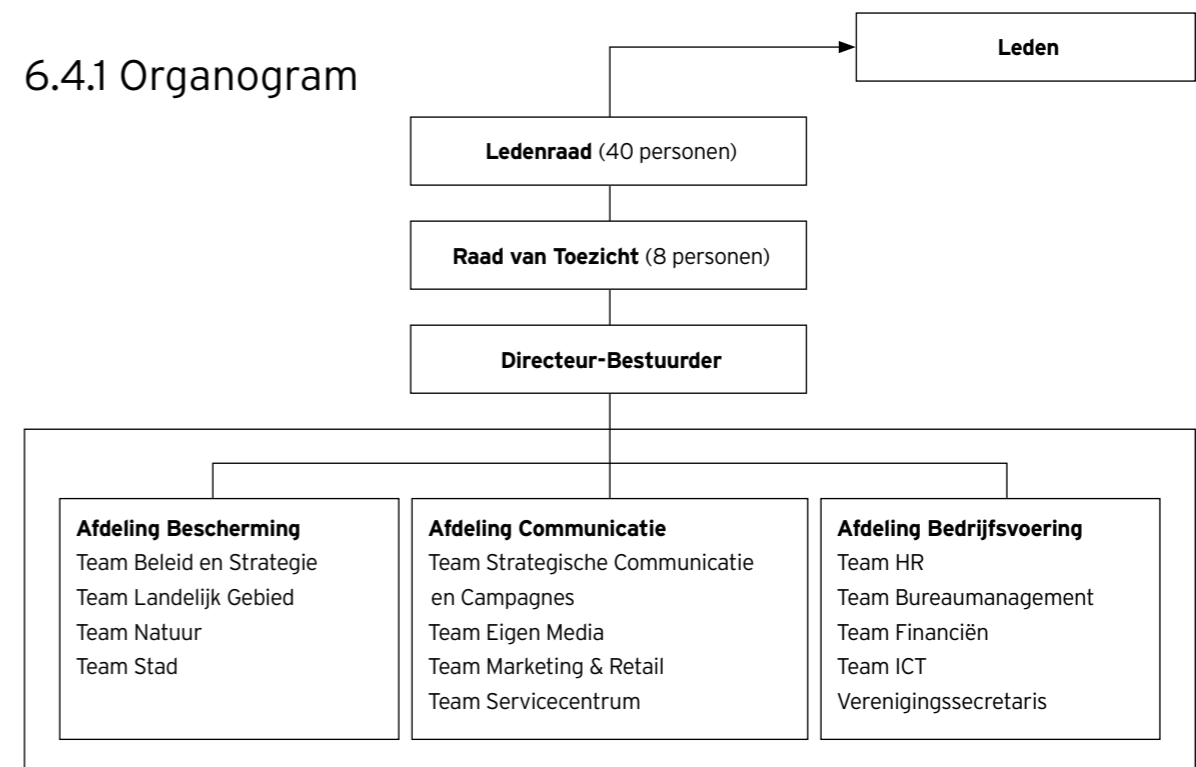 6.4.1 Organogram
Leden
Ledenraad (40 personen)
Raad van Toezicht (8 personen)
Directeur-Bestuurder
Afdeling Bescherming
Team Beleid en Strategie
Team Landelijk Gebied
Team Natuur
Team Stad
Afdeling Communicatie
Team Strategische Communicatie
en Campagnes
Team Eigen Media
Team Marketing & Retail
Team Servicecentrum
Afdeling Bedrijfsvoering
Team HR
Team Bureaumanagement
Team Financiën
Team ICT
Verenigingssecretaris